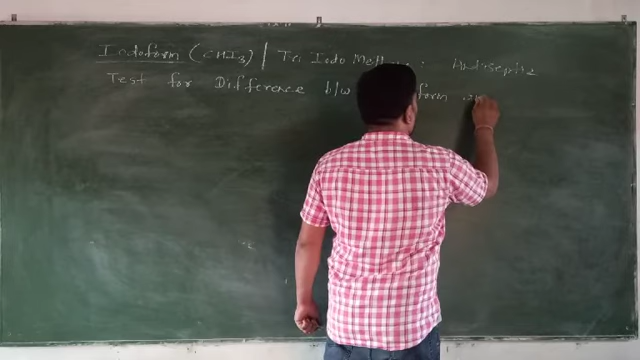 Iodoform (CHI3) | Tri Iodo Meth Antiseptic
Test for Difference b/w form